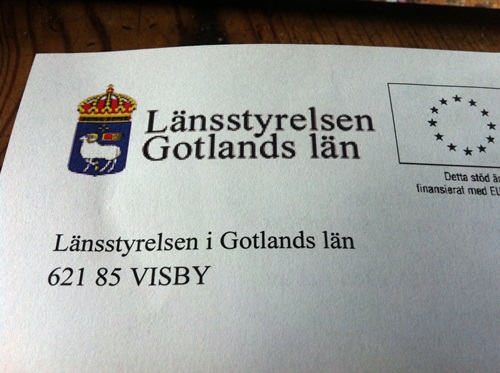 Länsstyrelsen
Gotlands län
Detta stöd är
finansierat med EU
Länsstyrelsen i Gotlands län
621 85 VISBY